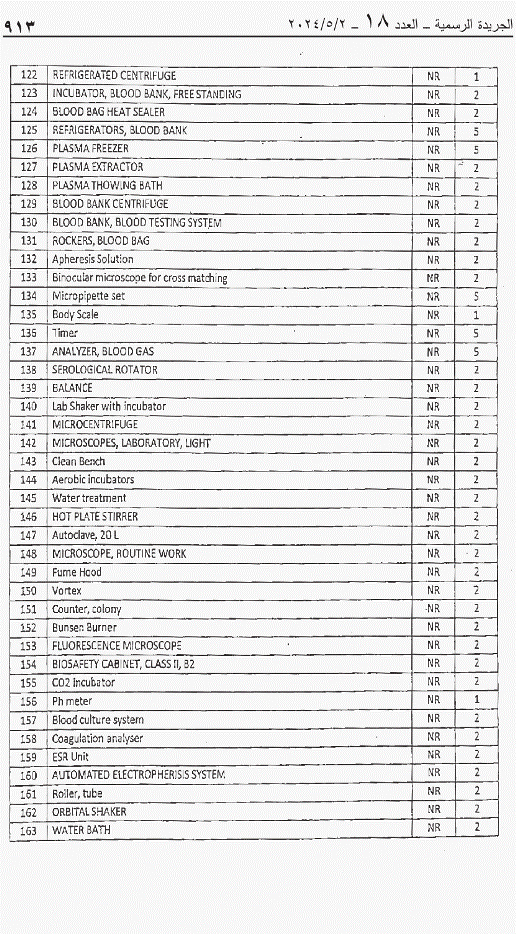 الجريدة الرسمية – العدد ١٨ – ٢٠٢٤/٥/٢ ٩١٣
122 REFRIGERATED CENTRIFUGE NR 1
123 INCUBATOR, BLOOD BANK, FREE STANDING NR 2
124 BLOOD BAG HEAT SEALER NR 2
125 REFRIGERATORS, BLOOD BANK NR 5
126 PLASMA FREEZER NR 5
127 PLASMA EXTRACTOR NR 2
128 PLASMA THOWING BATH NR 2
129 BLOOD BANK CENTRIFUGE NR 2
130 BLOOD BANK, BLOOD TESTING SYSTEM NR 2
131 ROCKERS, BLOOD BAG NR 2
132 Apheresis Solution NR 2
133 Binocular microscope for cross matching NR 2
134 Micropipette set NR 5
135 Body Scale NR 1
136 Timer NR 5
137 ANALYZER, BLOOD GAS NR 5
138 SEROLOGICAL ROTATOR NR 2
139 BALANCE NR 2
140 Lab Shaker with incubator NR 2
141 MICROCENTRIFUGE NR 2
142 MICROSCOPES, LABORATORY, LIGHT NR 2
143 Clean Bench NR 2
144 Aerobic incubators NR 2
145 Water treatment NR 2
146 HOT PLATE STIRRER NR 2
147 Autoclave, 20 L NR 2
148 MICROSCOPE, ROUTINE WORK NR 2
149 Fume Hood NR 2
150 Vortex NR 2
151 Counter, colony NR 2
152 Bunsen Burner NR 2
153 FLUORESCENCE MICROSCOPE NR 2
154 BIOSAFETY CABINET, CLASS II, B2 NR 2
155 CO2 incubator NR 2
156 Ph meter NR 1
157 Blood culture system NR 2
158 Coagulation analyser NR 2
159 ESR Unit NR 2
160 AUTOMATED ELECTROPHERISIS SYSTEM NR 2
161 Roller, tube NR 2
162 ORBITAL SHAKER NR 2
163 WATER BATH NR 2